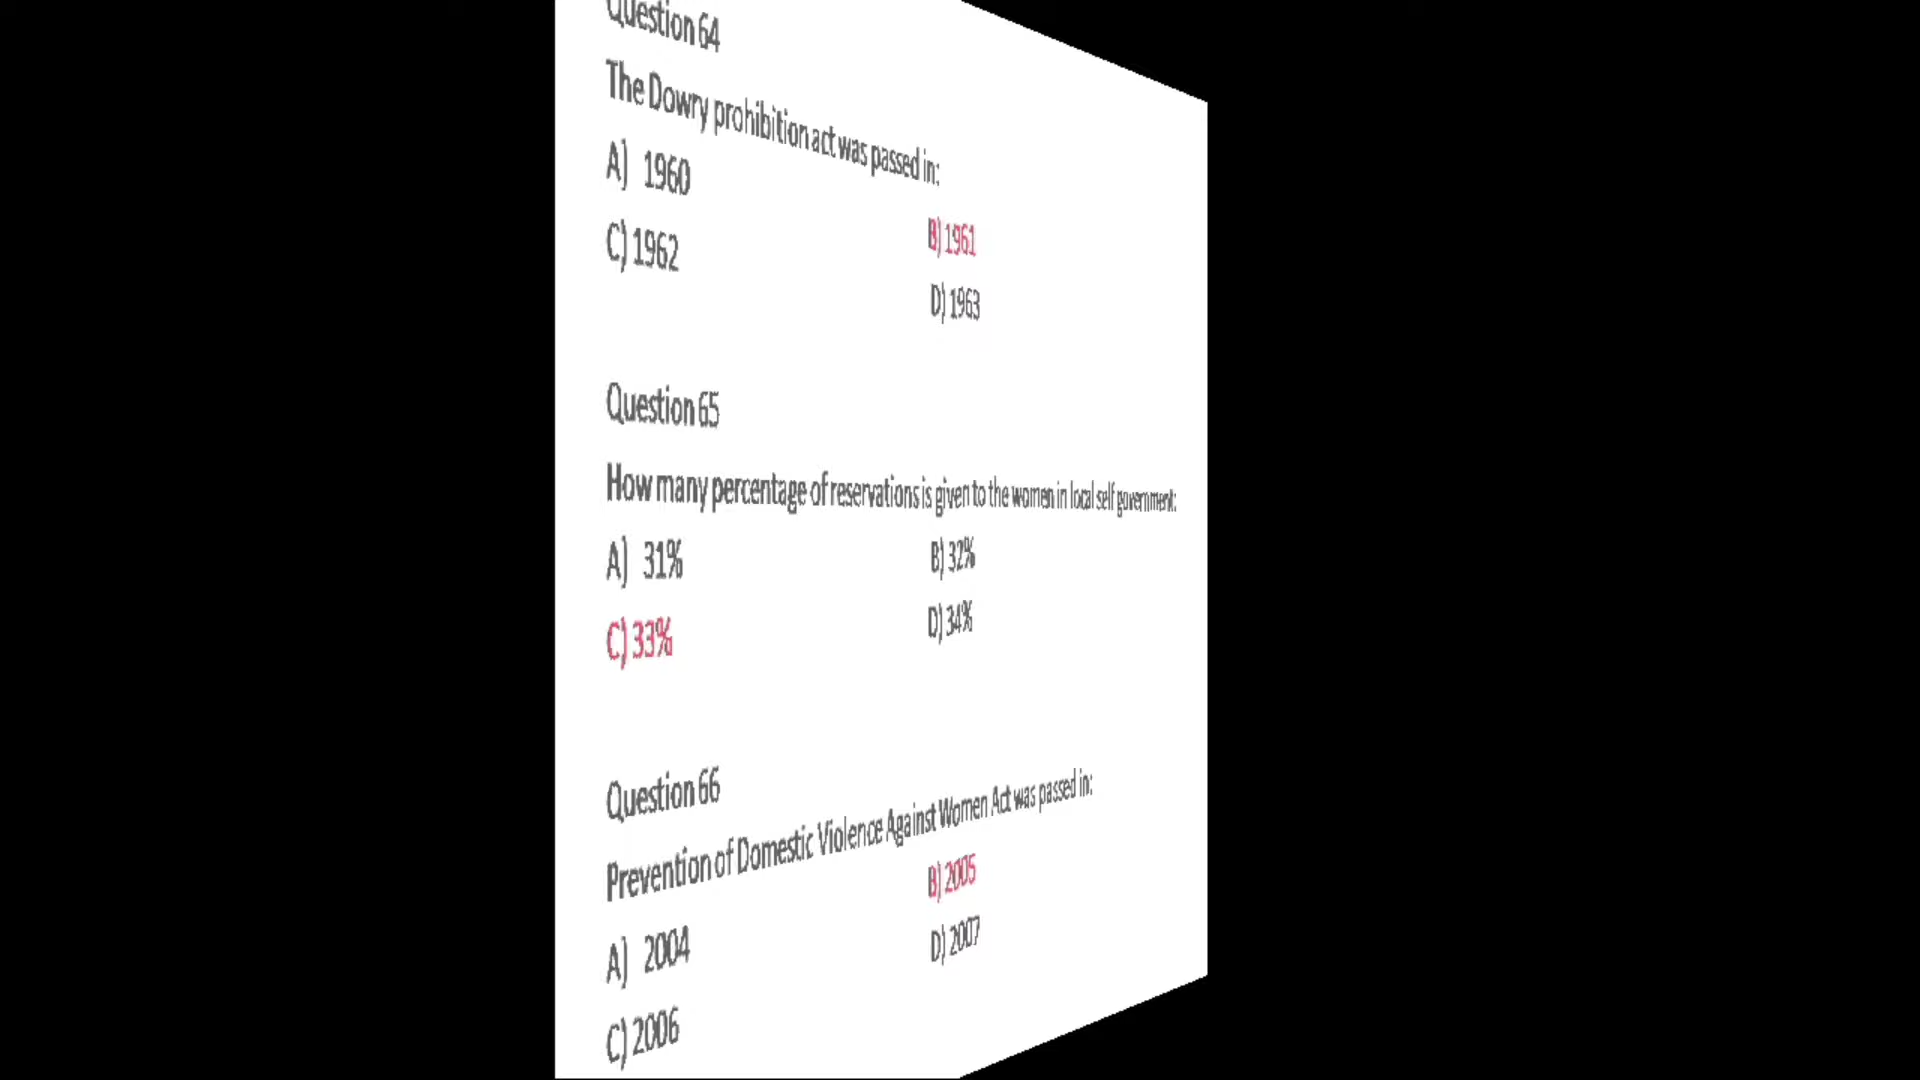 Question 64
The Dowry prohibition act was passed in:
A) 1960
B) 1961
C) 1962
D) 1963
Question 65
How many percentage of reservations is given to the women in local self government:
A) 31%
B) 32%
C) 33%
D) 34%
Question 66
Prevention of Domestic Violence Against Women Act was passed in:
A) 2004
B) 2005
C) 2006
D) 2007